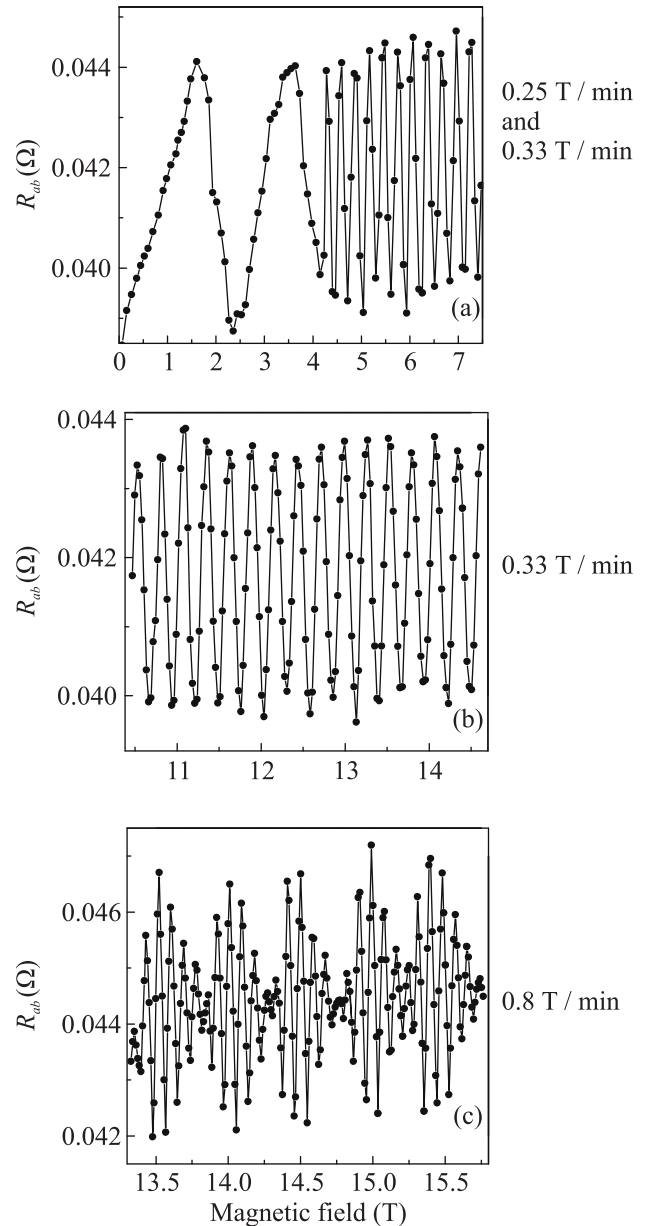 0.044
0.042
0.040
R_ab (Ω)
0 1 2 3 4 5 6 7
(a)
0.25 T / min
and
0.33 T / min
0.044
0.042
0.040
R_ab (Ω)
11 12 13 14
(b)
0.33 T / min
0.046
0.044
0.042
R_ab (Ω)
13.5 14.0 14.5 15.0 15.5
(c)
0.8 T / min
Magnetic field (T)